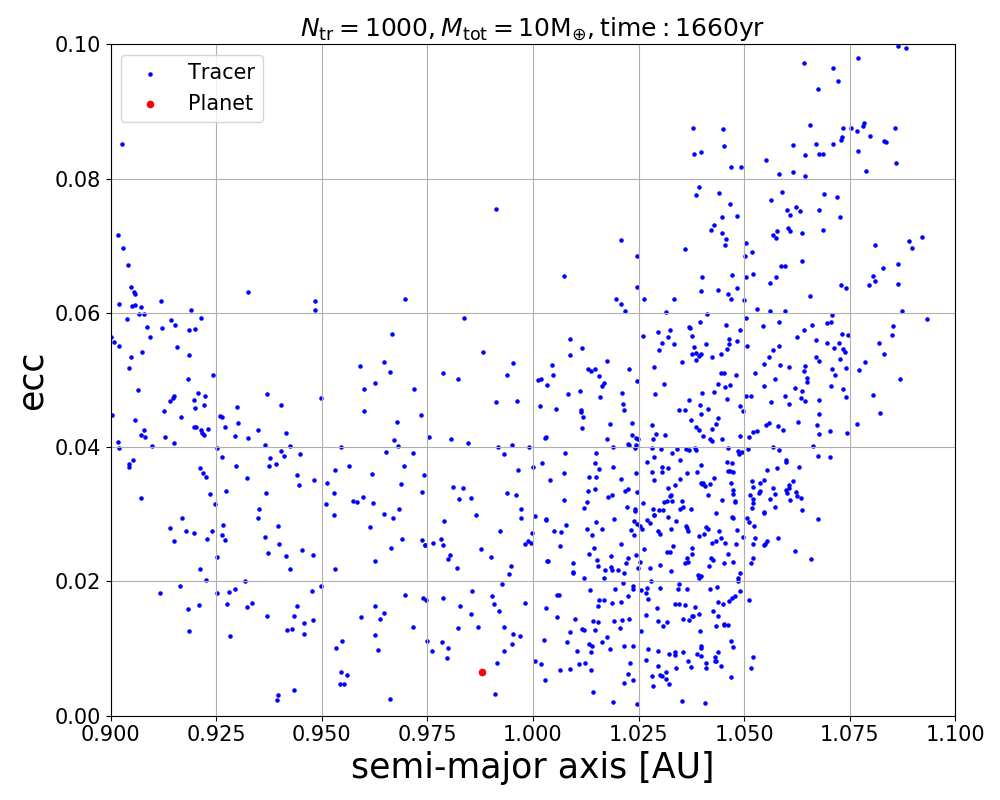 N_tr = 1000, M_tot = 10M_⊕, time : 1660yr
Tracer
Planet
ecc
0.10
0.08
0.06
0.04
0.02
0.00
0.900 0.925 0.950 0.975 1.000 1.025 1.050 1.075 1.100
semi-major axis [AU]